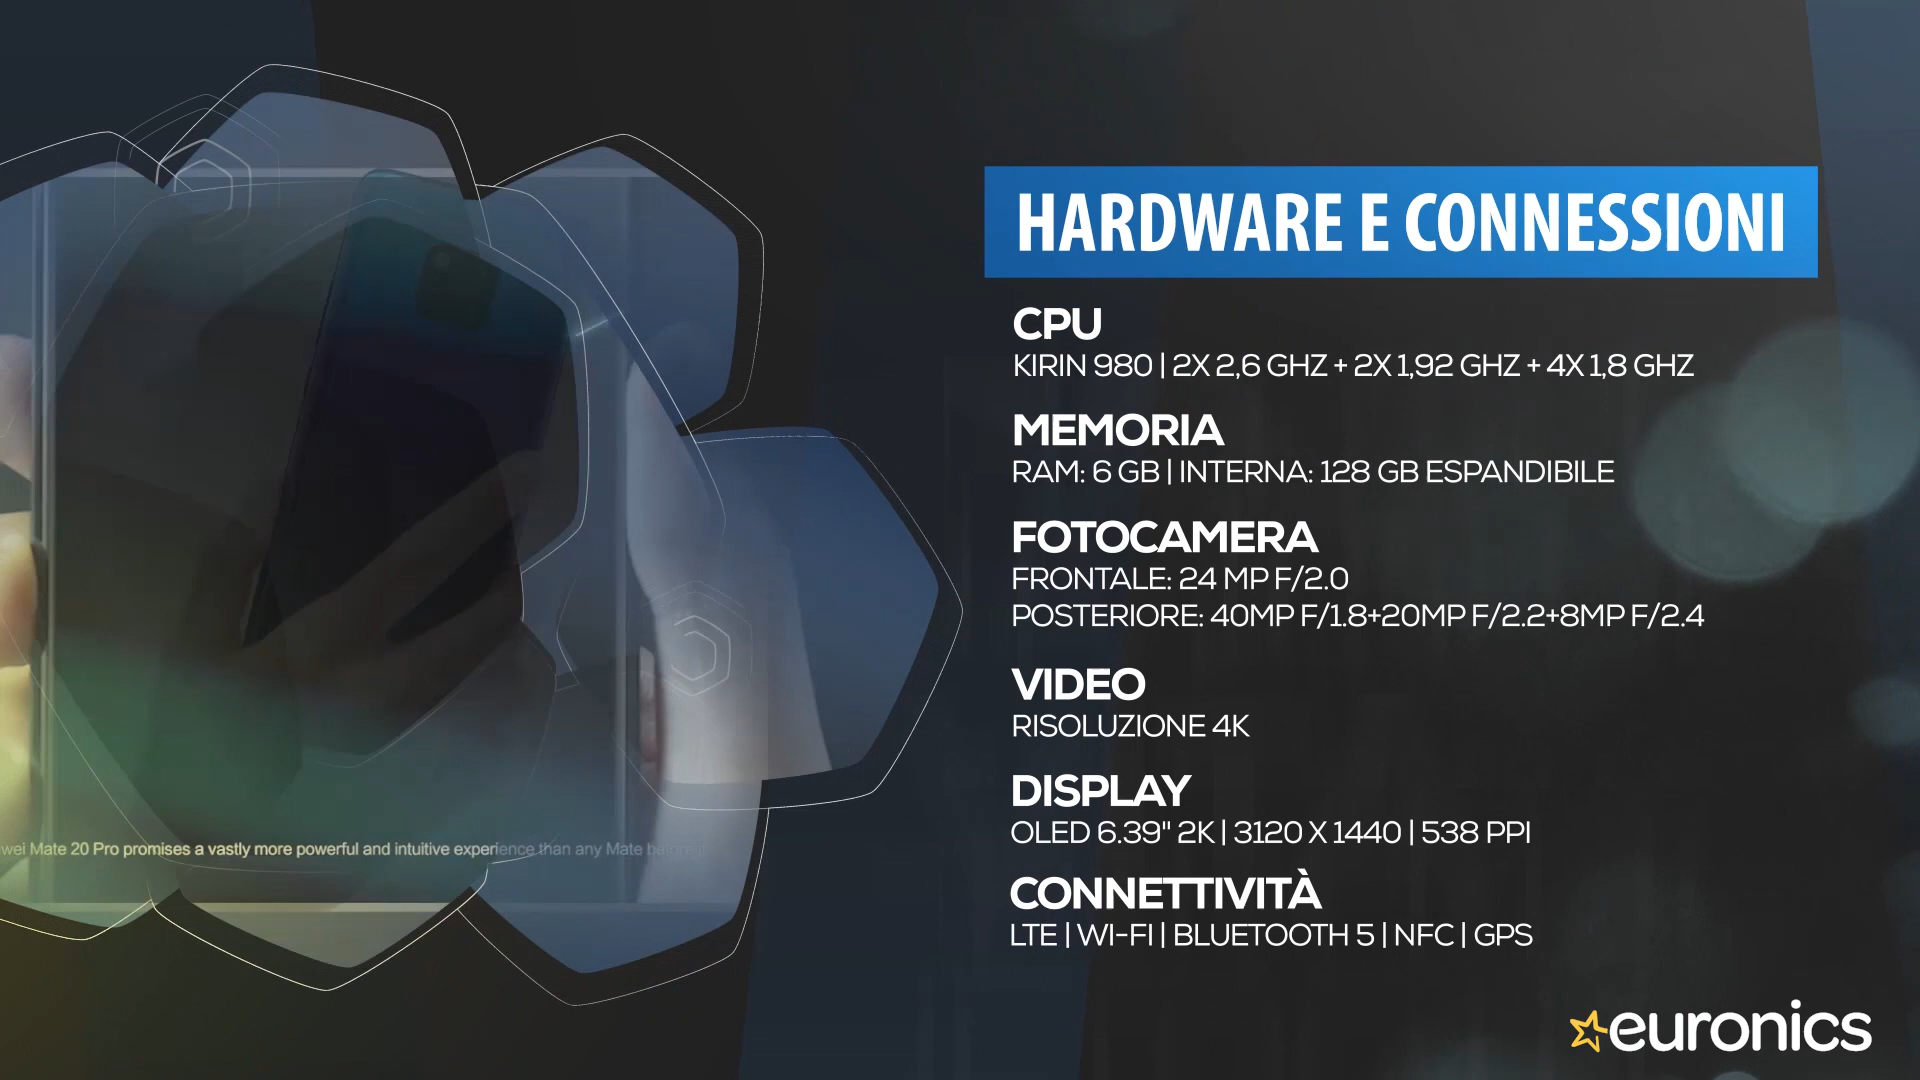 HARDWARE E CONNESSIONI
CPU
KIRIN 980 | 2X 2,6 GHZ + 2X 1,92 GHZ + 4X 1,8 GHZ
MEMORIA
RAM: 6 GB | INTERNA: 128 GB ESPANDIBILE
FOTOCAMERA
FRONTALE: 24 MP F/2.0
POSTERIORE: 40MP F/1.8+20MP F/2.2+8MP F/2.4
VIDEO
RISOLUZIONE 4K
DISPLAY
OLED 6.39" 2K | 3120 X 1440 | 538 PPI
CONNETTIVITÀ
LTE | WI-FI | BLUETOOTH 5 | NFC | GPS
wei Mate 20 Pro promises a vastly more powerful and intuitive experience than any Mate
euronics